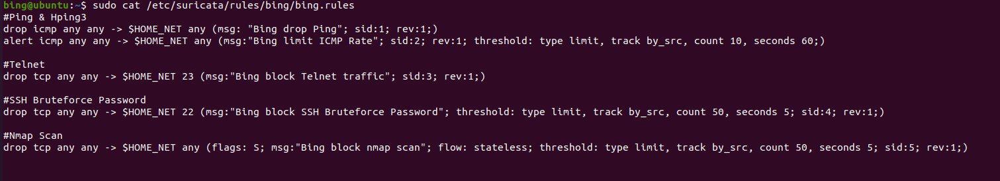 bing@ubuntu:~$ sudo cat /etc/suricata/rules/bing/bing.rules
#Ping & Hping3
drop icmp any any -> $HOME_NET any (msg: "Bing drop Ping"; sid:1; rev:1;)
alert icmp any any -> $HOME_NET any (msg:"Bing limit ICMP Rate"; sid:2; rev:1; threshold: type limit, track by_src, count 10, seconds 60;)
#Telnet
drop tcp any any -> $HOME_NET 23 (msg:"Bing block Telnet traffic"; sid:3; rev:1;)
#SSH Bruteforce Password
drop tcp any any -> $HOME_NET 22 (msg:"Bing block SSH Bruteforce Password"; threshold: type limit, track by_src, count 50, seconds 5; sid:4; rev:1;)
#Nmap Scan
drop tcp any any -> $HOME_NET any (flags: S; msg:"Bing block nmap scan"; flow: stateless; threshold: type limit, track by_src, count 50, seconds 5; sid:5; rev:1;)